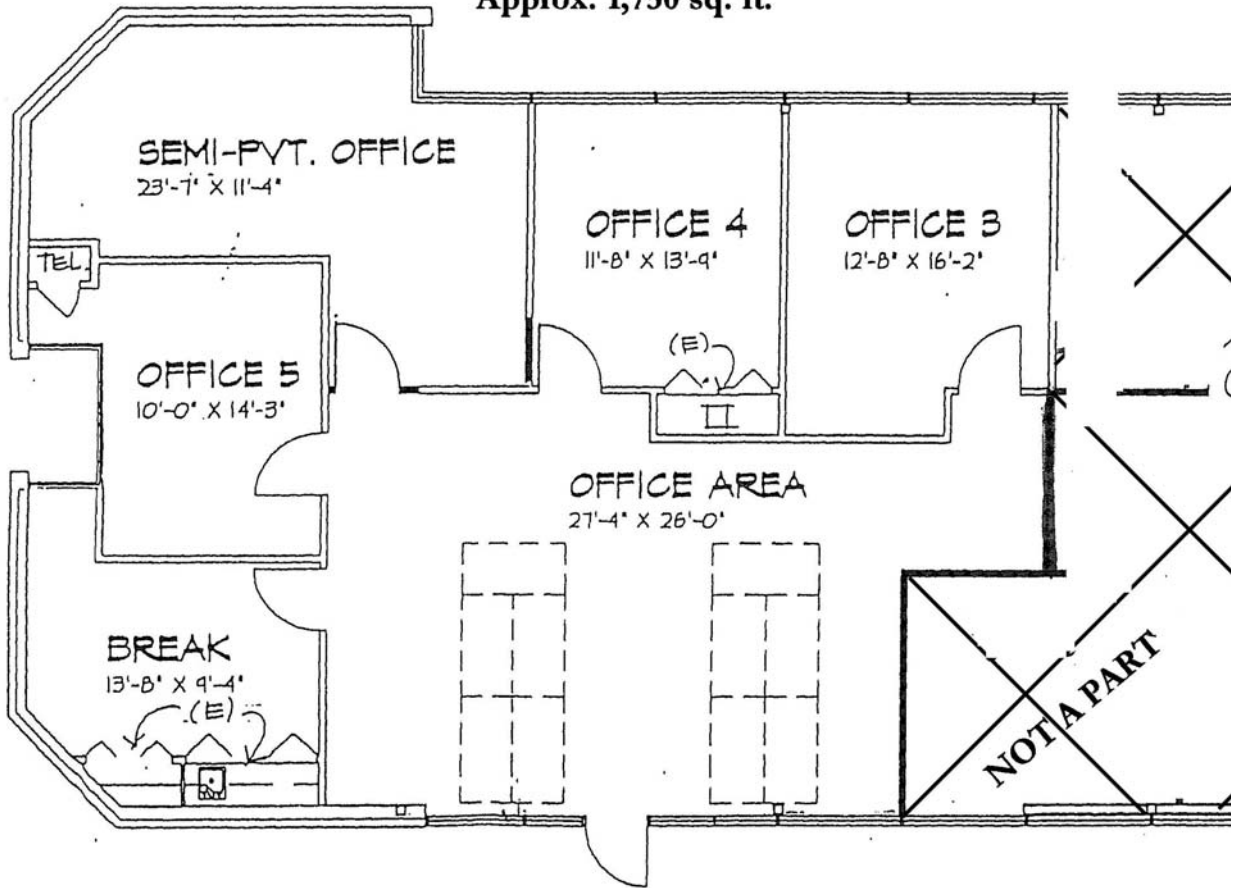 Approx. 1,750 sq. ft.
SEMI-PVT. OFFICE
23'-7" X 11'-4"
OFFICE 4
11'-8" X 13'-9"
OFFICE 3
12'-8" X 16'-2"
TEL.
(E)
OFFICE 5
10'-0" X 14'-3"
OFFICE AREA
27'-4" X 26'-0"
BREAK
13'-8" X 9'-4"
(E)
NOT A PART